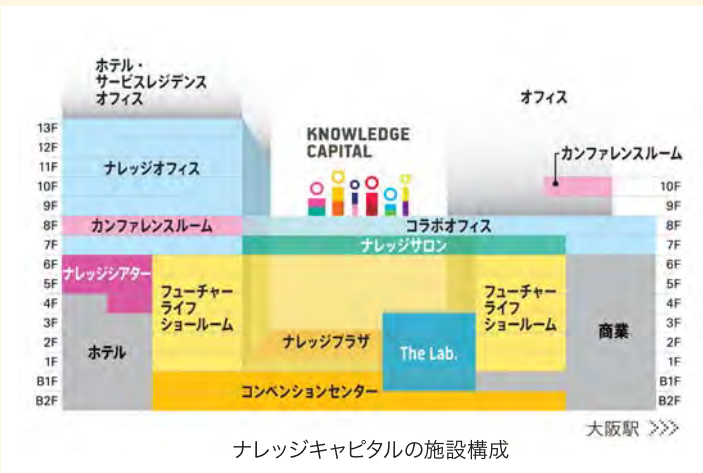 ホテル・
サービスレジデンス
オフィス
オフィス
13F
12F
11F
10F
9F
8F
7F
6F
5F
4F
3F
2F
1F
B1F
B2F
KNOWLEDGE
CAPITAL
カンファレンスルーム
ナレッジオフィス
カンファレンスルーム
コラボオフィス
ナレッジサロン
ナレッジシアター
フューチャー
ライフ
ショールーム
フューチャー
ライフ
ショールーム
ホテル
ナレッジプラザ
The Lab.
商業
コンベンションセンター
10F
9F
8F
7F
6F
5F
4F
3F
2F
1F
B1F
B2F
大阪駅 >>>
ナレッジキャピタルの施設構成